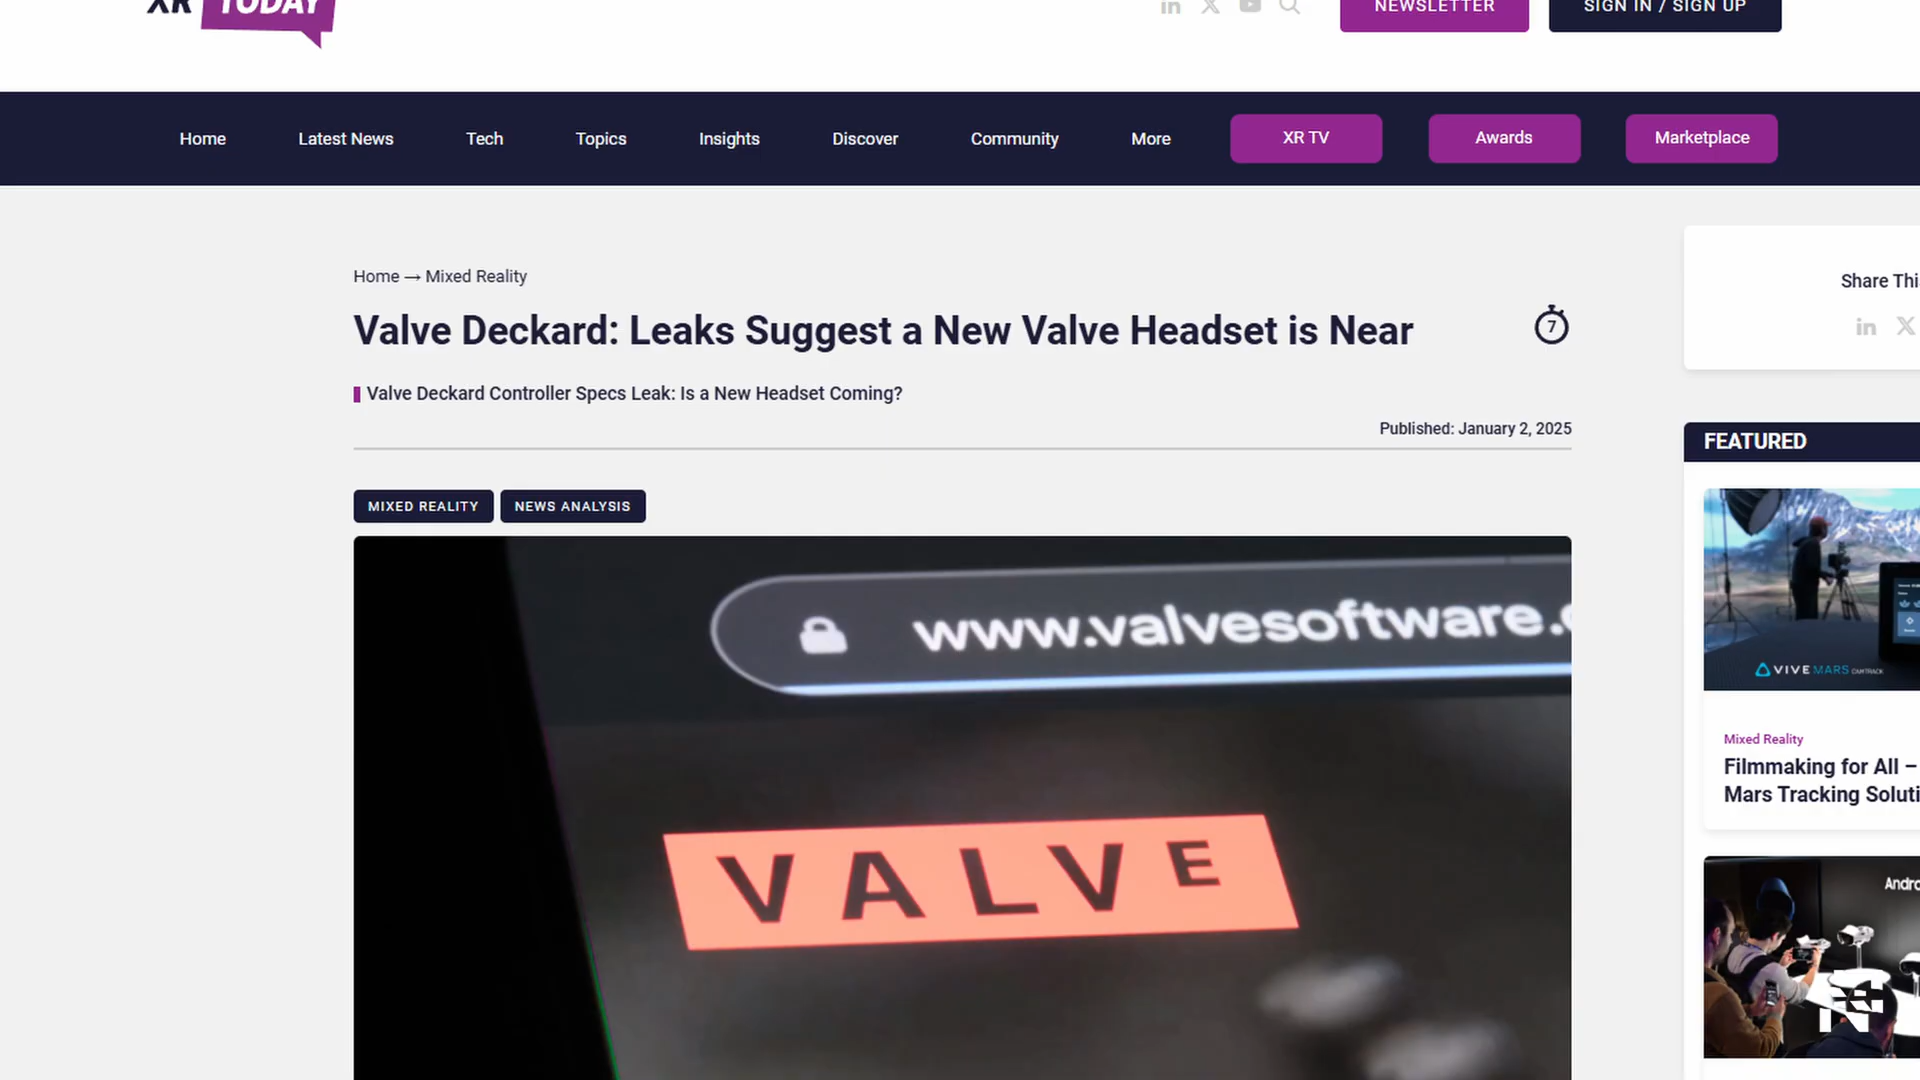 XR TODAY
NEWSLETTER
SIGN IN / SIGN UP
Home Latest News Tech Topics Insights Discover Community More XR TV Awards Marketplace
Home → Mixed Reality
Valve Deckard: Leaks Suggest a New Valve Headset is Near
7
Valve Deckard Controller Specs Leak: Is a New Headset Coming?
Published: January 2, 2025
MIXED REALITY NEWS ANALYSIS
www.valvesoftware.
VALVE
Share
FEATURED
VIVE MARS CAMTRACK
Mixed Reality
Filmmaking for All –
Mars Tracking